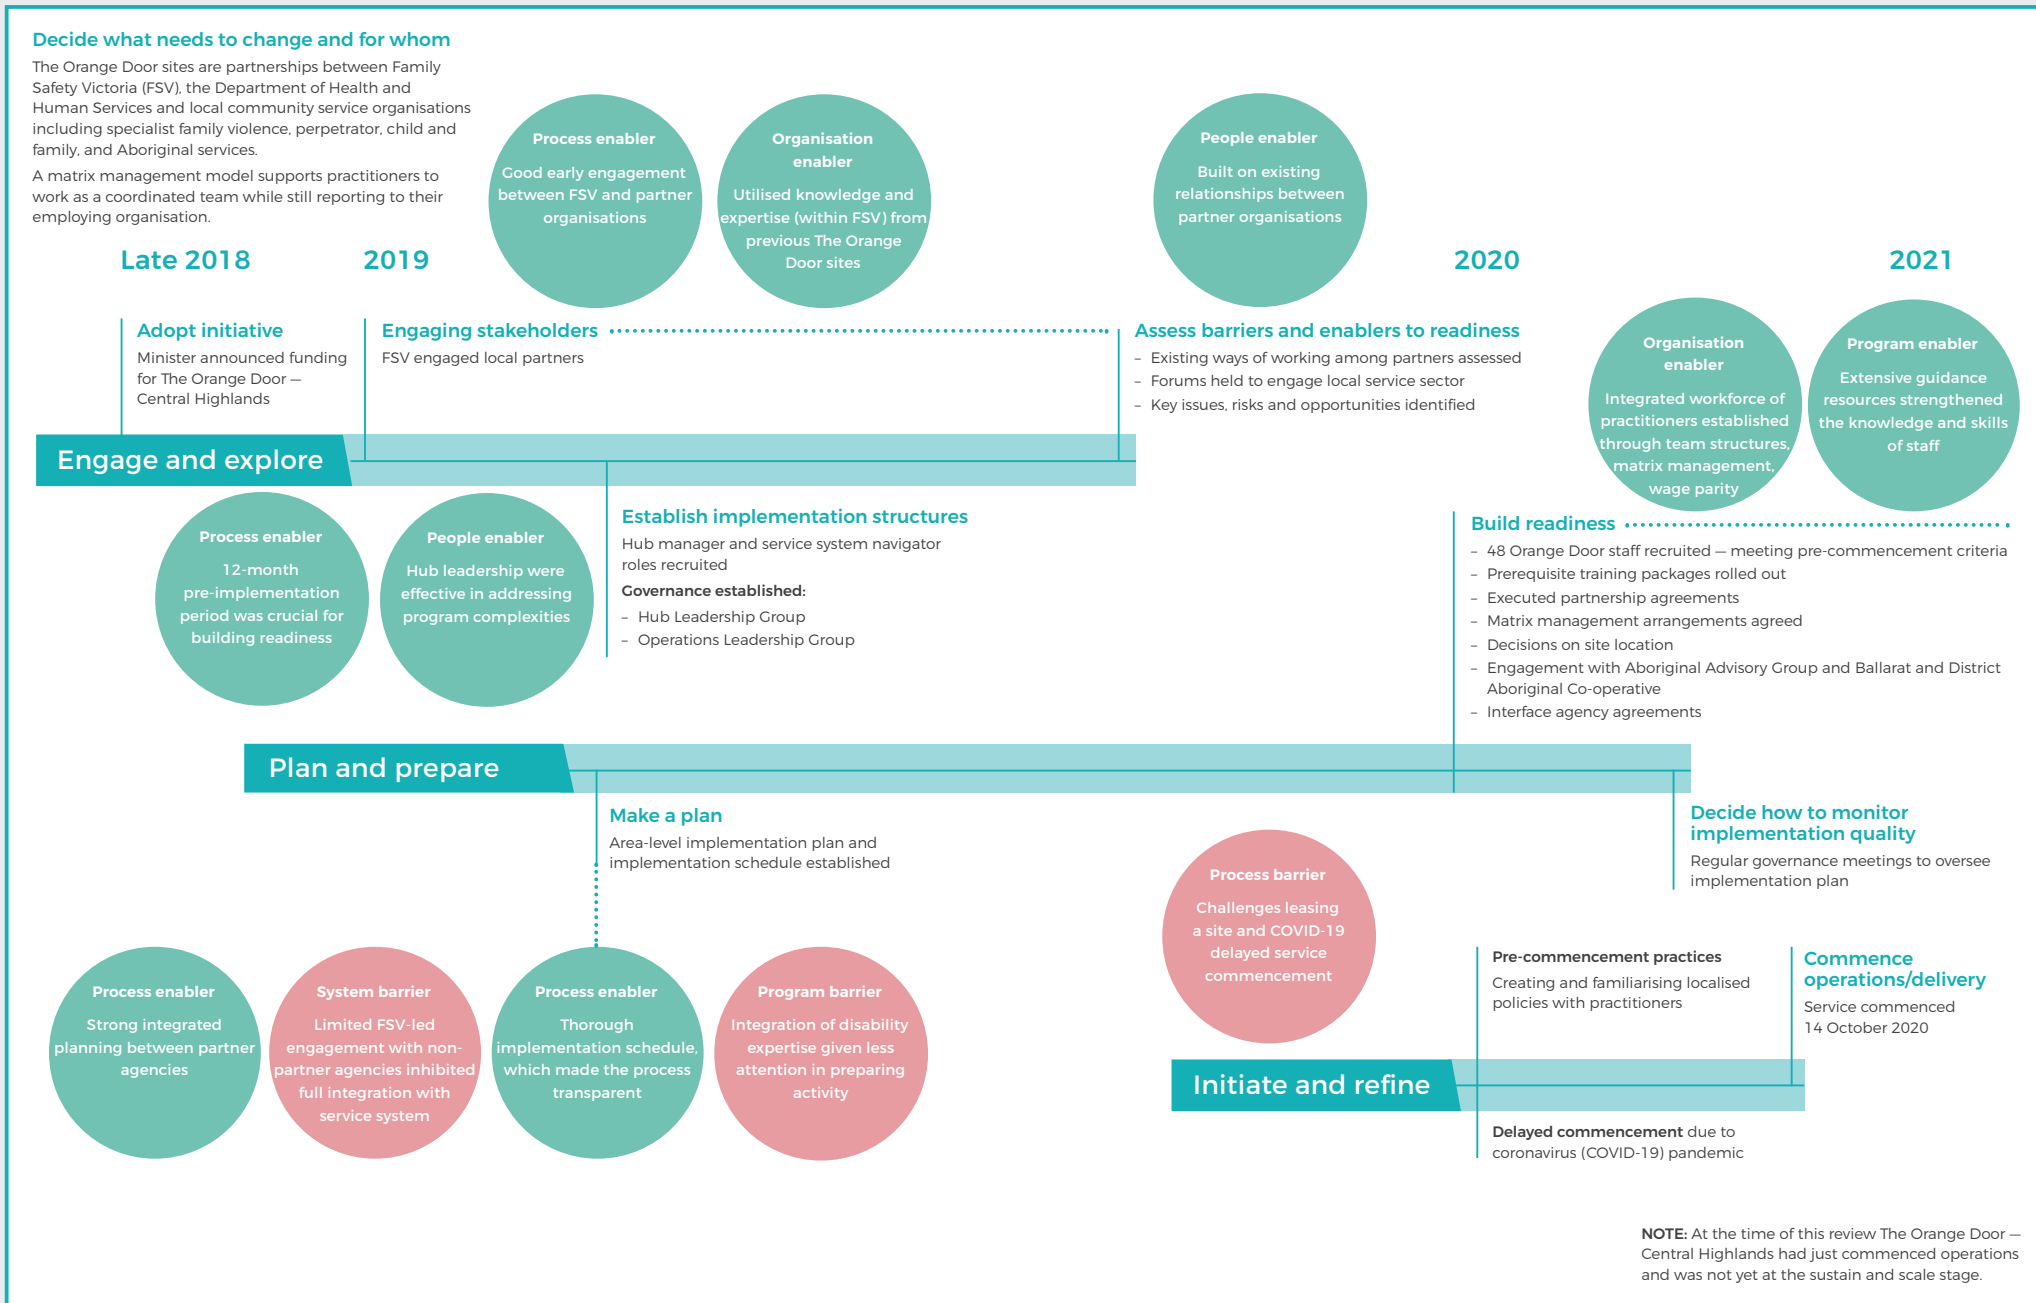 Decide what needs to change and for whom
The Orange Door sites are partnerships between Family
Safety Victoria (FSV), the Department of Health and
Human Services and local community service organisations
including specialist family violence, perpetrator, child and
family, and Aboriginal services.
A matrix management model supports practitioners to
work as a coordinated team while still reporting to their
employing organisation.
Process enabler
Good early engagement
between FSV and partner
organisations
Organisation
enabler
Utilised knowledge and
expertise (within FSV) from
previous The Orange
Door sites
People enabler
Built on existing
relationships between
partner organisations
Late 2018
2019
2020
2021
Adopt initiative
Minister announced funding
for The Orange Door —
Central Highlands
Engaging stakeholders
FSV engaged local partners
Assess barriers and enablers to readiness
– Existing ways of working among partners assessed
– Forums held to engage local service sector
– Key issues, risks and opportunities identified
Organisation
enabler
Integrated workforce of
practitioners established
through team structures,
matrix management,
wage parity
Program enabler
Extensive guidance
resources strengthened
the knowledge and skills
of staff
Engage and explore
Process enabler
12-month
pre-implementation
period was crucial for
building readiness
People enabler
Hub leadership were
effective in addressing
program complexities
Establish implementation structures
Hub manager and service system navigator
roles recruited
Governance established:
– Hub Leadership Group
– Operations Leadership Group
Build readiness
– 48 Orange Door staff recruited — meeting pre-commencement criteria
– Prerequisite training packages rolled out
– Executed partnership agreements
– Matrix management arrangements agreed
– Decisions on site location
– Engagement with Aboriginal Advisory Group and Ballarat and District
Aboriginal Co-operative
– Interface agency agreements
Plan and prepare
Make a plan
Area-level implementation plan and
implementation schedule established
Decide how to monitor
implementation quality
Regular governance meetings to oversee
implementation plan
Process barrier
Challenges leasing
a site and COVID-19
delayed service
commencement
Process enabler
Strong integrated
planning between partner
agencies
System barrier
Limited FSV-led
engagement with non-
partner agencies inhibited
full integration with
service system
Process enabler
Thorough
implementation schedule,
which made the process
transparent
Program barrier
Integration of disability
expertise given less
attention in preparing
activity
Pre-commencement practices
Creating and familiarising localised
policies with practitioners
Commence
operations/delivery
Service commenced
14 October 2020
Initiate and refine
Delayed commencement due to
coronavirus (COVID-19) pandemic
NOTE: At the time of this review The Orange Door —
Central Highlands had just commenced operations
and was not yet at the sustain and scale stage.